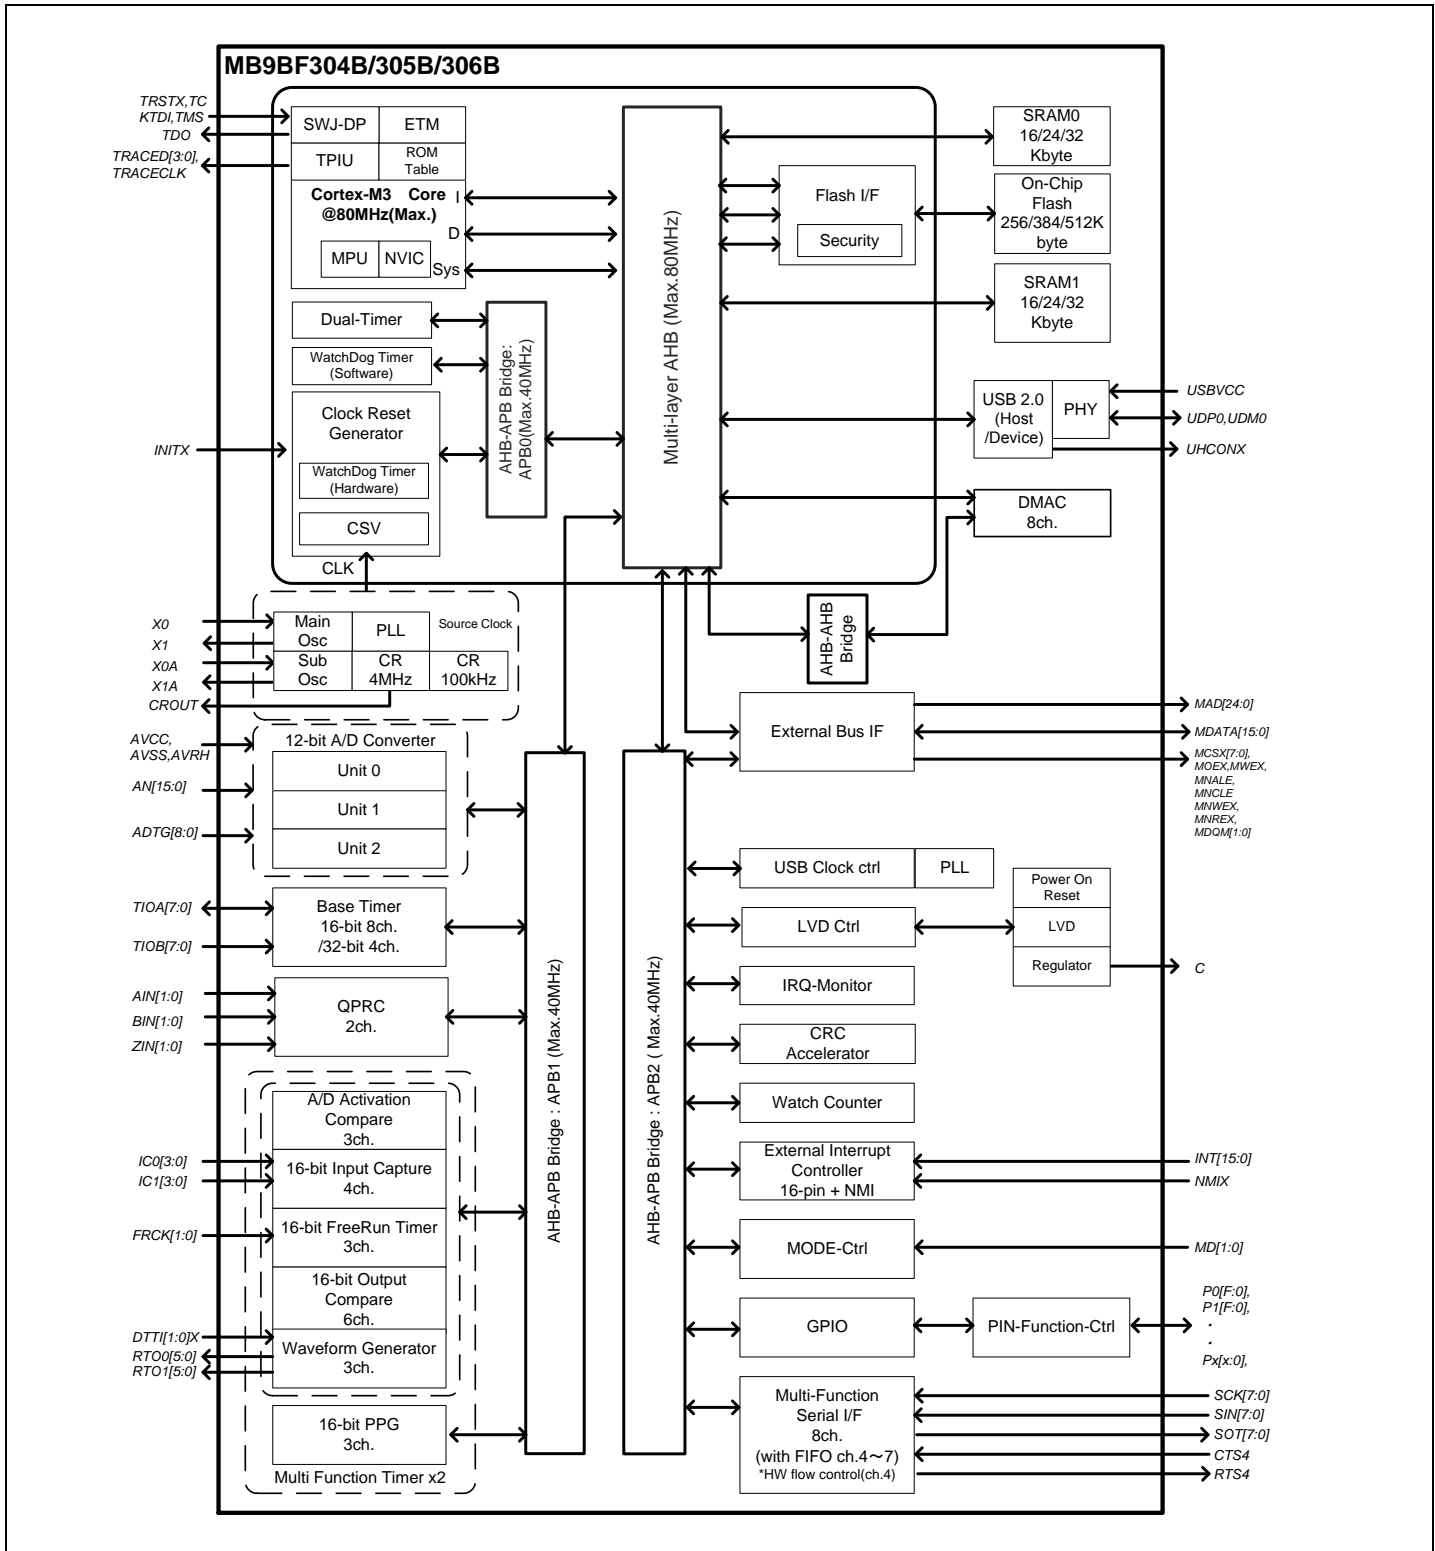 MB9BF304B/305B/306B
TRSTX,TC
KTDI,TMS
TDO
TRACED[3:0],
TRACECLK
SWJ-DP
ETM
TPIU
ROM
Table
Cortex-M3 Core
@80MHz(Max.)
I
D
Sys
MPU
NVIC
Dual-Timer
WatchDog Timer
(Software)
Clock Reset
Generator
WatchDog Timer
(Hardware)
CSV
CLK
INITX
AHB-APB Bridge:
APB0(Max.40MHz)
Multi-layer AHB (Max.80MHz)
Flash I/F
Security
SRAM0
16/24/32
Kbyte
On-Chip
Flash
256/384/512K
byte
SRAM1
16/24/32
Kbyte
USB 2.0
(Host
/Device)
PHY
USBVCC
UDP0,UDM0
UHCONX
DMAC
8ch.
AHB-AHB
Bridge
X0
X1
X0A
X1A
CROUT
Main
Osc
PLL
Source Clock
Sub
Osc
CR
4MHz
CR
100kHz
AVCC,
AVSS,AVRH
AN[15:0]
ADTG[8:0]
12-bit A/D Converter
Unit 0
Unit 1
Unit 2
TIOA[7:0]
TIOB[7:0]
Base Timer
16-bit 8ch.
/32-bit 4ch.
AIN[1:0]
BIN[1:0]
ZIN[1:0]
QPRC
2ch.
IC0[3:0]
IC1[3:0]
FRCK[1:0]
DTTI[1:0]X
RTO0[5:0]
RTO1[5:0]
A/D Activation
Compare
3ch.
16-bit Input Capture
4ch.
16-bit FreeRun Timer
3ch.
16-bit Output
Compare
6ch.
Waveform Generator
3ch.
16-bit PPG
3ch.
Multi Function Timer x2
AHB-APB Bridge : APB1 (Max.40MHz)
AHB-APB Bridge : APB2 ( Max.40MHz)
External Bus IF
MAD[24:0]
MDATA[15:0]
MCSX[7:0],
MOEX,MWEX,
MNALE,
MNCLE
MNWEX,
MNREX,
MDQM[1:0]
USB Clock ctrl
PLL
LVD Ctrl
Power On
Reset
LVD
Regulator
C
IRQ-Monitor
CRC
Accelerator
Watch Counter
External Interrupt
Controller
16-pin + NMI
INT[15:0]
NMIX
MODE-Ctrl
MD[1:0]
GPIO
PIN-Function-Ctrl
P0[F:0],
P1[F:0],
・
・
Px[x:0],
Multi-Function
Serial I/F
8ch.
(with FIFO ch.4～7)
*HW flow control(ch.4)
SCK[7:0]
SIN[7:0]
SOT[7:0]
CTS4
RTS4